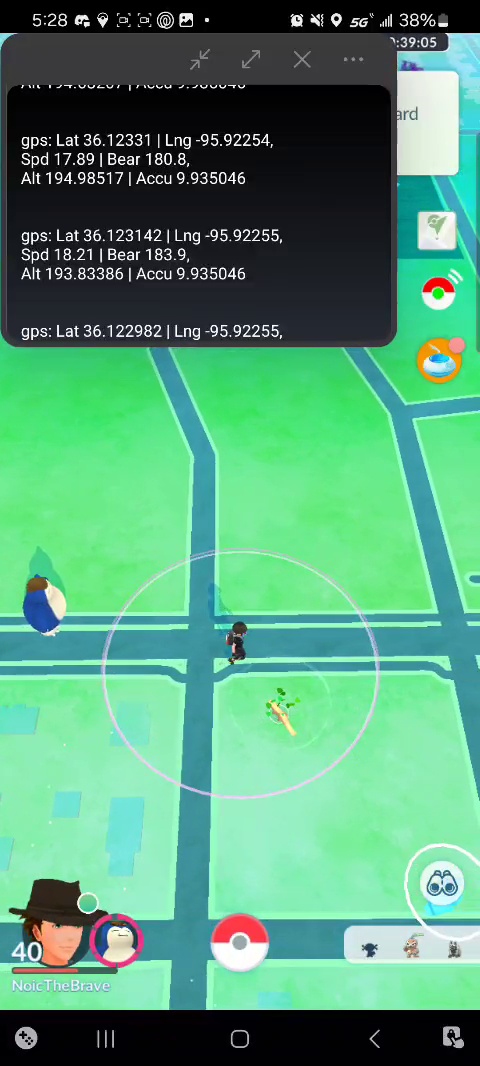 5:28
5G
38%
:39:05
ard
gps: Lat 36.12331 | Lng -95.92254,
Spd 17.89 | Bear 180.8,
Alt 194.98517 | Accu 9.935046
gps: Lat 36.123142 | Lng -95.92255,
Spd 18.21 | Bear 183.9,
Alt 193.83386 | Accu 9.935046
gps: Lat 36.122982 | Lng -95.92255,
40
NoicTheBrave